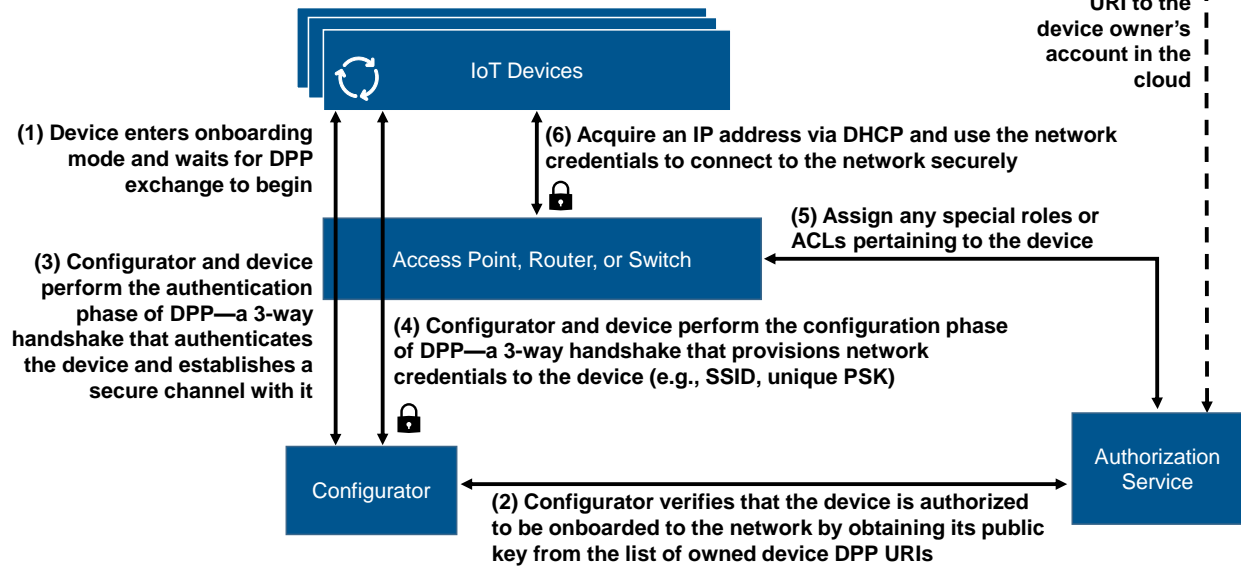 URI to the
device owner's
account in the
cloud
IoT Devices
(1) Device enters onboarding
mode and waits for DPP
exchange to begin
(6) Acquire an IP address via DHCP and use the network
credentials to connect to the network securely
(5) Assign any special roles or
ACLs pertaining to the device
Access Point, Router, or Switch
(3) Configurator and device
perform the authentication
phase of DPP—a 3-way
handshake that authenticates
the device and establishes a
secure channel with it
(4) Configurator and device perform the configuration phase
of DPP—a 3-way handshake that provisions network
credentials to the device (e.g., SSID, unique PSK)
Configurator
Authorization
Service
(2) Configurator verifies that the device is authorized
to be onboarded to the network by obtaining its public
key from the list of owned device DPP URIs